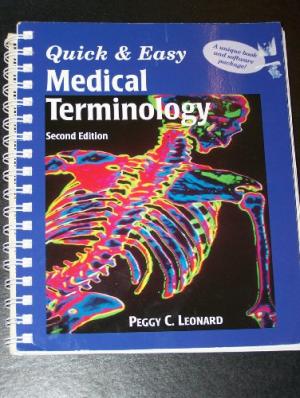 Quick & Easy
Medical
Terminology
Second Edition
A unique book
and software
package!
PEGGY C. LEONARD